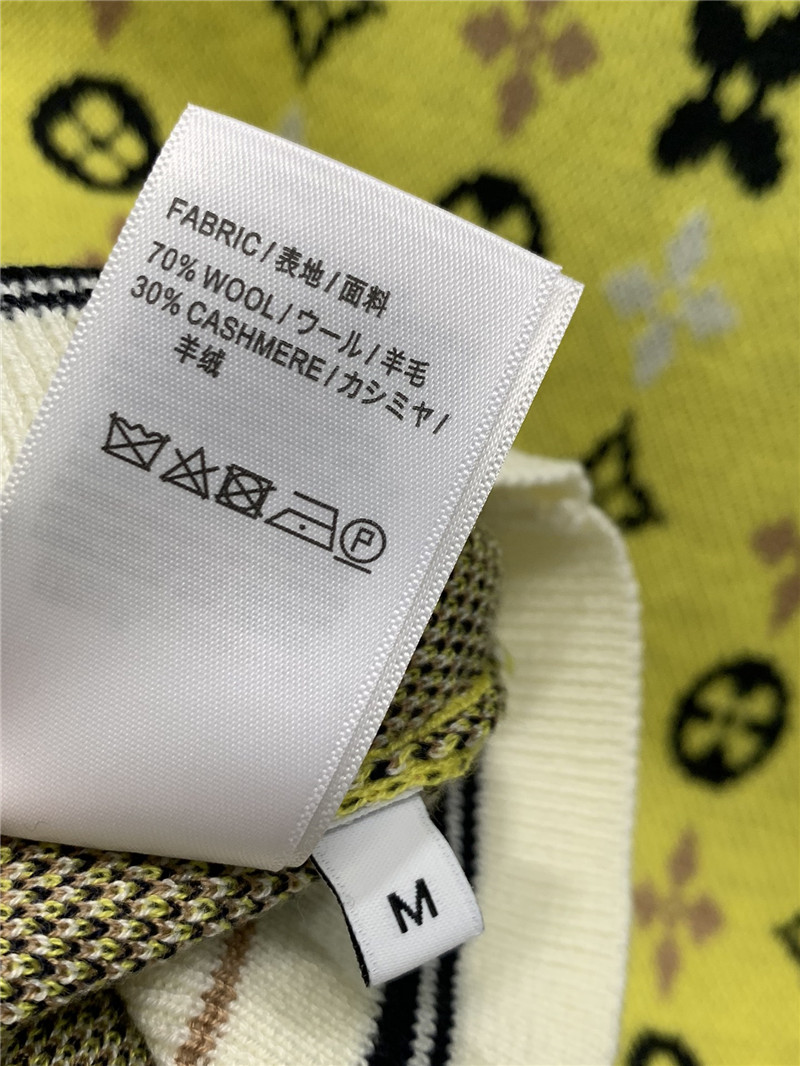 FABRIC / 表地 / 面料
70% WOOL / ウール / 羊毛
30% CASHMERE / カシミヤ /
羊绒
P
M